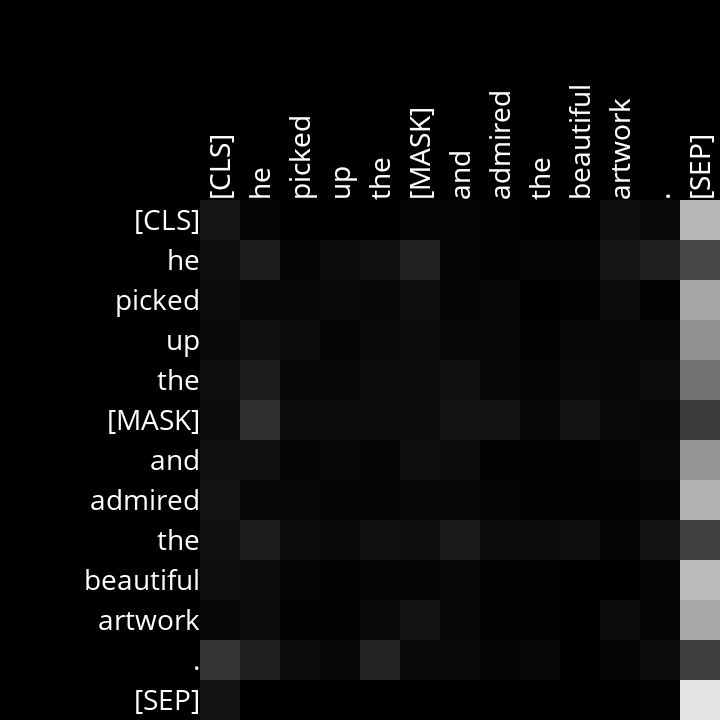 [CLS] he picked up the [MASK] and admired the beautiful artwork . [SEP]
[CLS]
he
picked
up
the
[MASK]
and
admired
the
beautiful
artwork
.
[SEP]